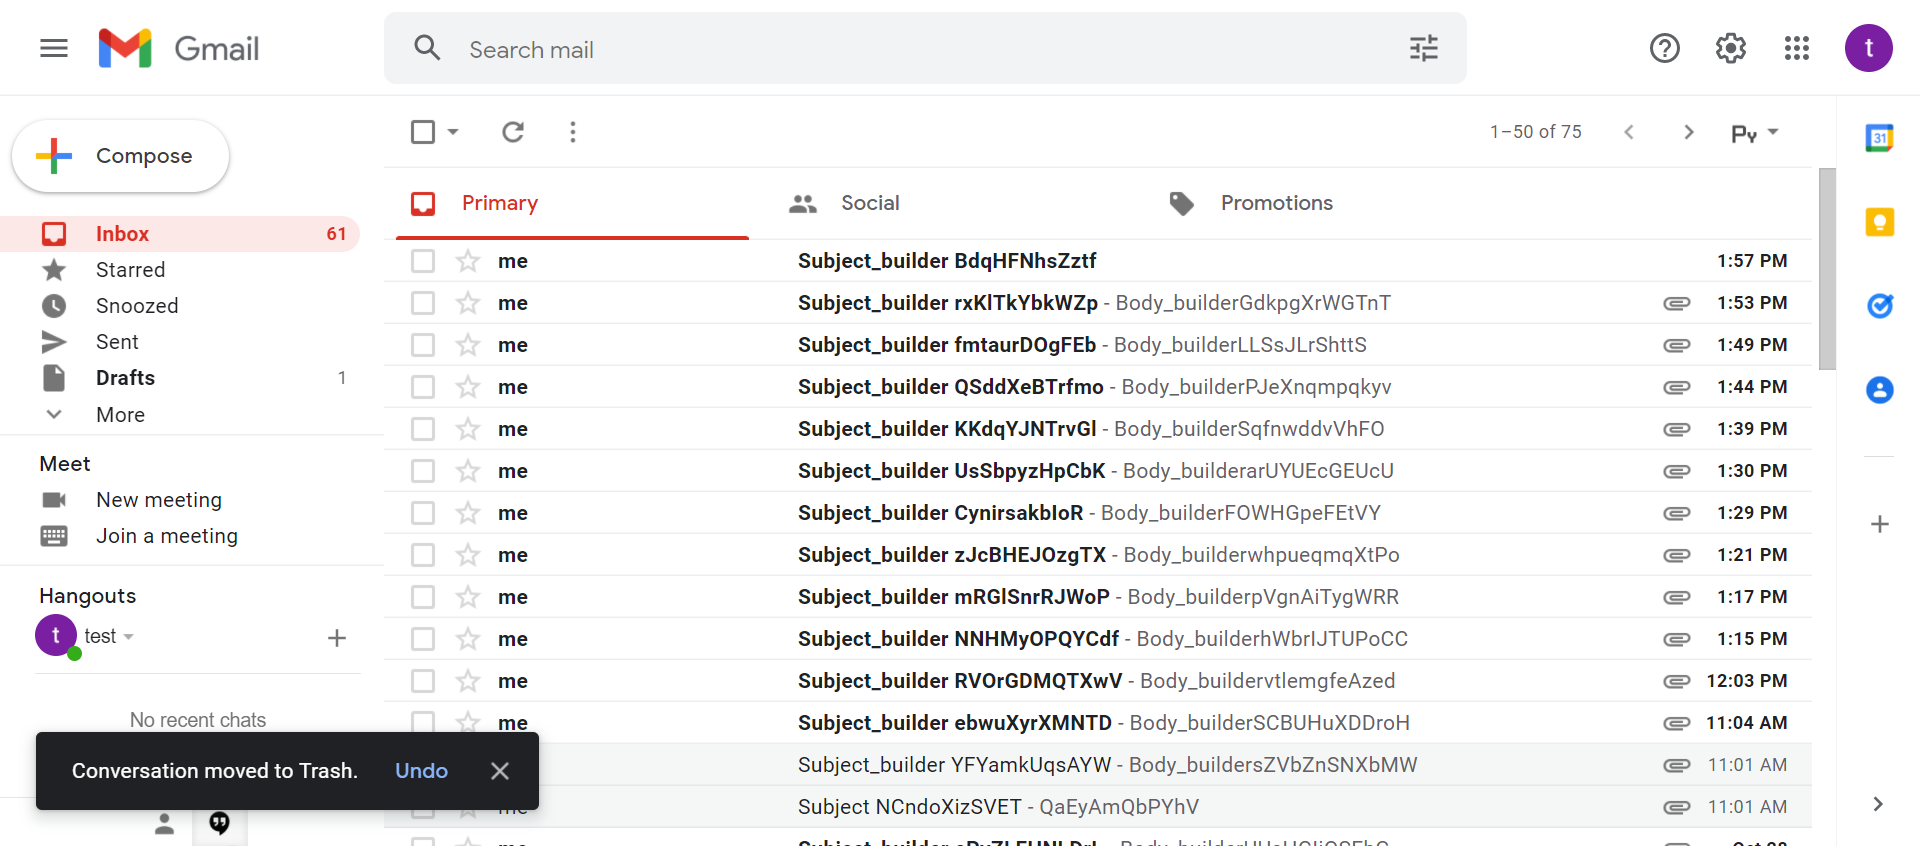 Gmail
Search mail
t
Compose
1–50 of 75
Py
31
Primary
Social
Promotions
Inbox 61
Starred
Snoozed
Sent
Drafts 1
More
Meet
New meeting
Join a meeting
Hangouts
t test
No recent chats
me Subject_builder BdqHFNhsZztf 1:57 PM
me Subject_builder rxKlTkYbkWZp - Body_builderGdkpgXrWGTnT 1:53 PM
me Subject_builder fmtaurDOgFEb - Body_builderLLSsJLrShttS 1:49 PM
me Subject_builder QSddXeBTrfmo - Body_builderPJeXnqmpqkyv 1:44 PM
me Subject_builder KKdqYJNTrvGl - Body_builderSqfnwddvVhFO 1:39 PM
me Subject_builder UsSbpyzHpCbK - Body_builderarUYUEcGEUcU 1:30 PM
me Subject_builder CynirsakbIoR - Body_builderFOWHGpeFEtVY 1:29 PM
me Subject_builder zJcBHEJOzgTX - Body_builderwhpueqmqXtPo 1:21 PM
me Subject_builder mRGlSnrRJWoP - Body_builderpVgnAiTygWRR 1:17 PM
me Subject_builder NNHMyOPQYCdf - Body_builderhWbrIJTUPoCC 1:15 PM
me Subject_builder RVOrGDMQTXwV - Body_buildervtlemgfeAzed 12:03 PM
me Subject_builder ebwuXyrXMNTD - Body_builderSCBUHuXDDroH 11:04 AM
Subject_builder YFYamkUqsAYW - Body_buildersZVbZnSNXbMW 11:01 AM
me Subject NCndoXizSVET - QaEyAmQbPYhV 11:01 AM
Conversation moved to Trash. Undo